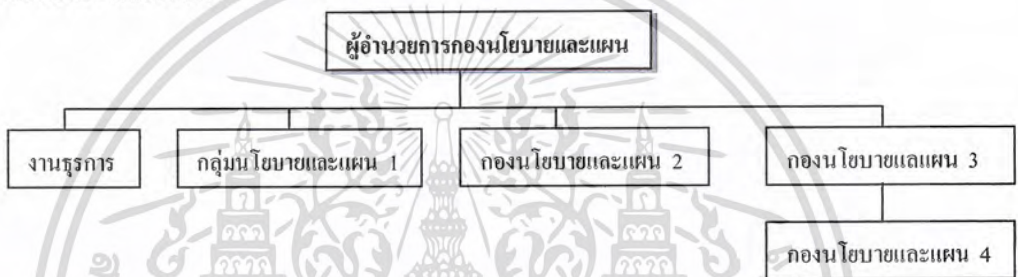 ผู้อำนวยการกองนโยบายและแผน
งานธุรการ
กลุ่มนโยบายและแผน 1
กองนโยบายและแผน 2
กองนโยบายแลแผน 3
กองนโยบายและแผน 4